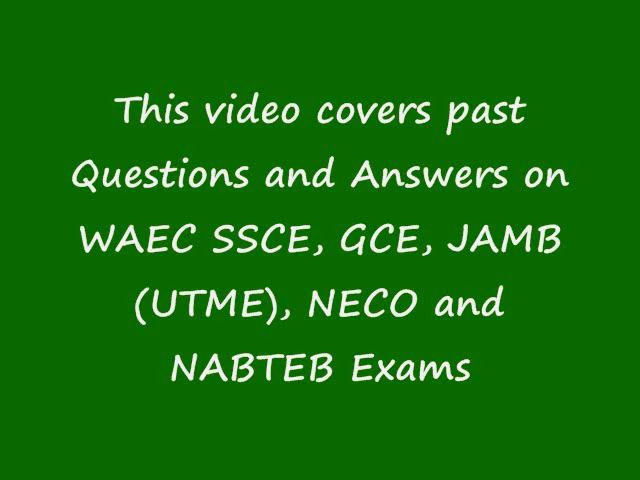 This video covers past
Questions and Answers on
WAEC SSCE, GCE, JAMB
(UTME), NECO and
NABTEB Exams